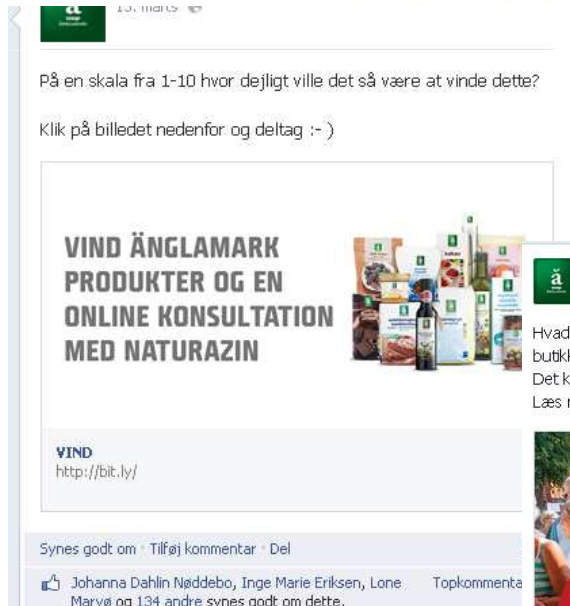 13. marts
På en skala fra 1-10 hvor dejligt ville det så være at vinde dette?
Klik på billedet nedenfor og deltag :- )
VIND ÄNGLAMARK
PRODUKTER OG EN
ONLINE KONSULTATION
MED NATURAZIN
VIND
http://bit.ly/
Synes godt om · Tilføj kommentar · Del
Johanna Dahlin Nøddebo, Inge Marie Eriksen, Lone
Marvø og 134 andre synes godt om dette.
Topkommenta
ă
Hvad
butikk
Det k
Læs